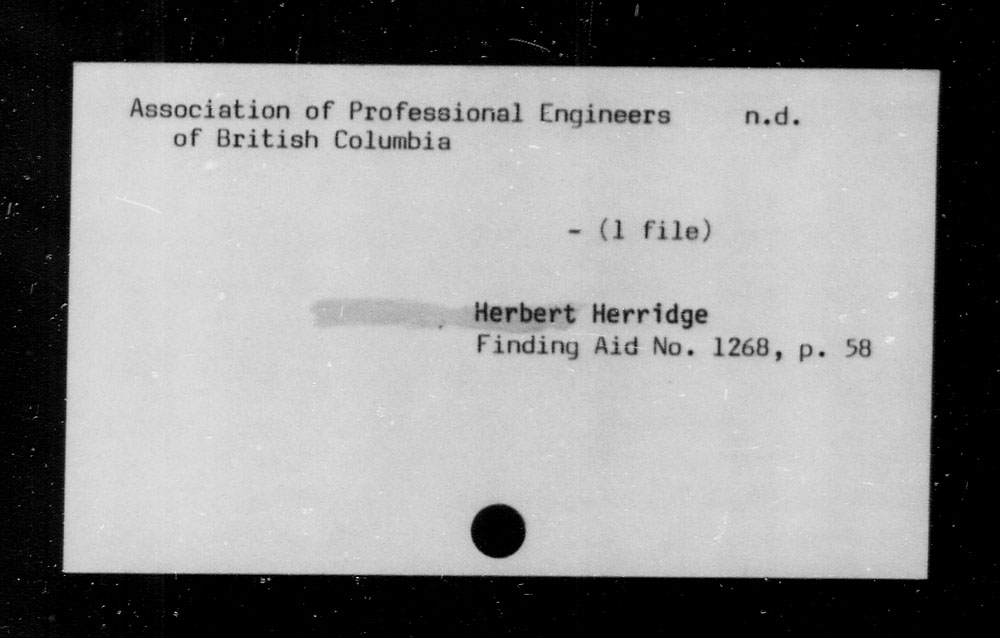 Association of Professional Engineers n.d.
of British Columbia
- (1 file)
Herbert Herridge
Finding Aid No. 1268, p. 58